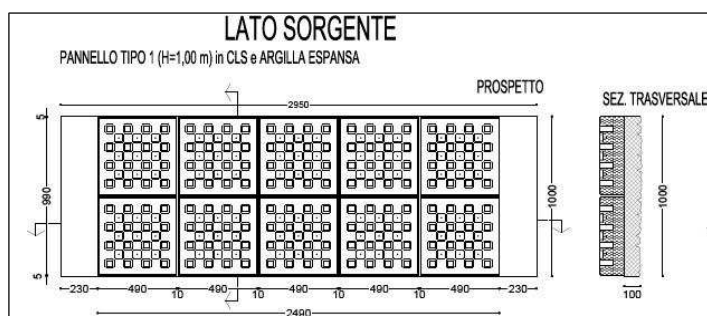 LATO SORGENTE
PANNELLO TIPO 1 (H=1,00 m) in CLS e ARGILLA ESPANSA
PROSPETTO
SEZ. TRASVERSALE
2950
5
990
5
1000
1000
230 490 10 490 10 490 10 490 10 490 230
100
2490